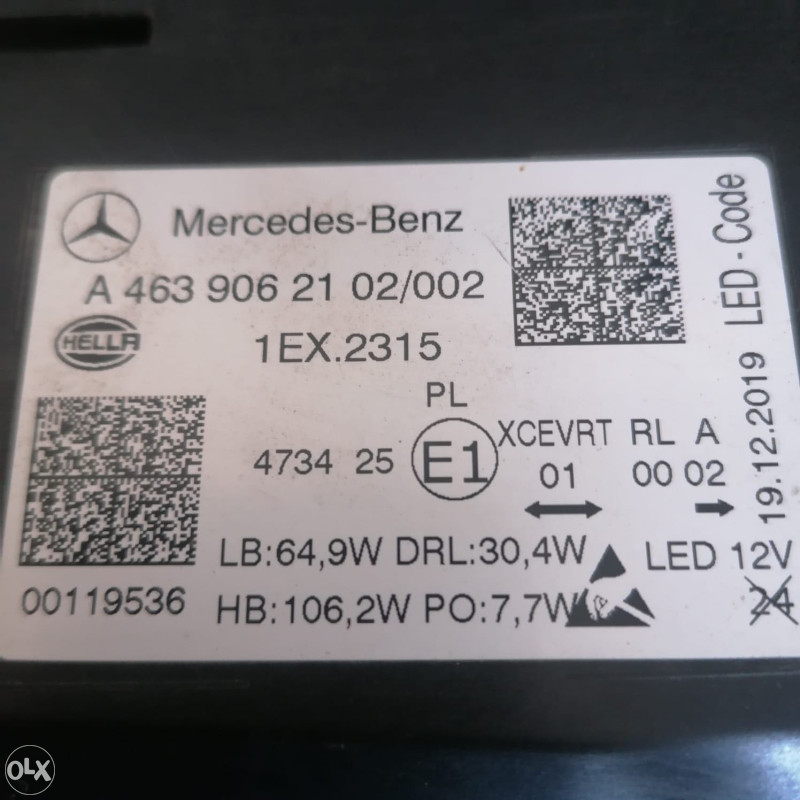 Mercedes-Benz
A 463 906 21 02/002
HELLA
1EX.2315
PL
4734 25 E1 XCEVRT RL A
01 00 02
LB:64,9W DRL:30,4W LED 12V
00119536 HB:106,2W PO:7,7W 24
19.12.2019 LED - Code
OLX